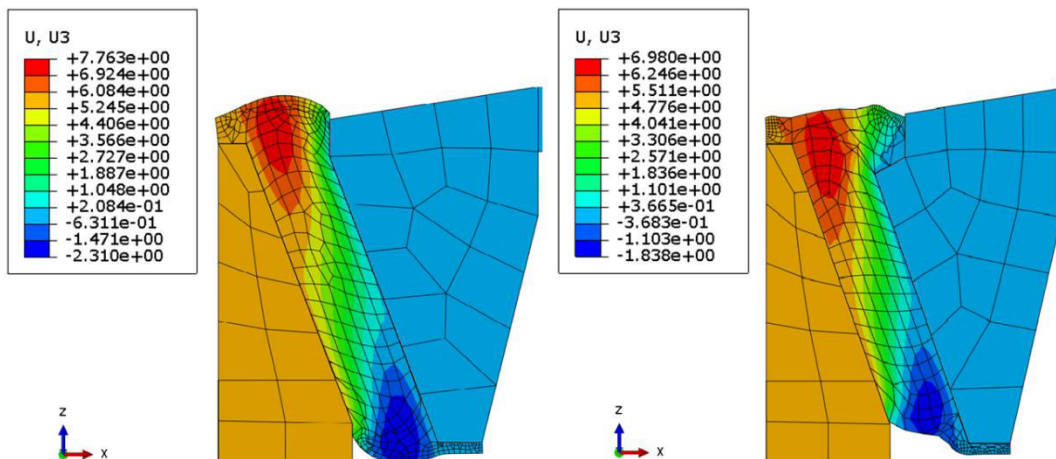 U, U3
+7.763e+00
+6.924e+00
+6.084e+00
+5.245e+00
+4.406e+00
+3.566e+00
+2.727e+00
+1.887e+00
+1.048e+00
+2.084e-01
-6.311e-01
-1.471e+00
-2.310e+00
z
x
U, U3
+6.980e+00
+6.246e+00
+5.511e+00
+4.776e+00
+4.041e+00
+3.306e+00
+2.571e+00
+1.836e+00
+1.101e+00
+3.665e-01
-3.683e-01
-1.103e+00
-1.838e+00
z
x